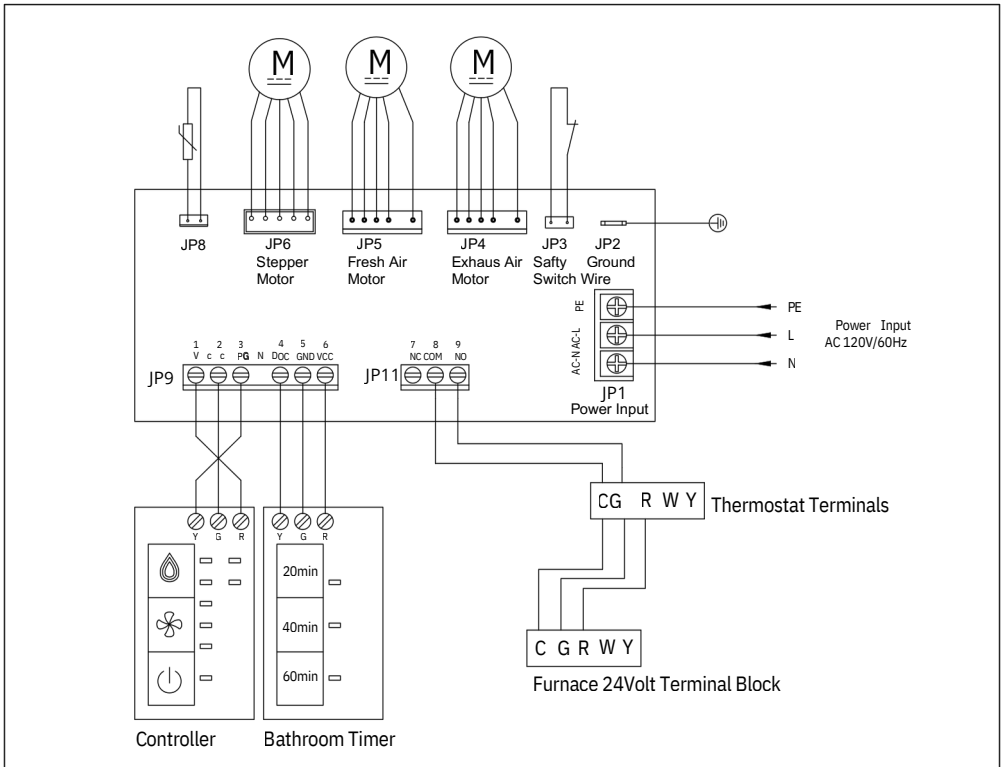 M M M
JP8 JP6 JP5 JP4 JP3 JP2
Stepper Fresh Air Exhaus Air Safty Ground
Motor Motor Motor Switch Wire
PE
AC-L
AC-N
PE
L
N
Power Input
AC 120V/60Hz
JP1
Power Input
1 2 3 4 5 6
V c c PG G N D OC GND VCC
JP9
7 8 9
NC COM NO
JP11
CG R W Y Thermostat Terminals
Y G R Y G R
20min
40min
60min
C G R W Y
Furnace 24Volt Terminal Block
Controller Bathroom Timer